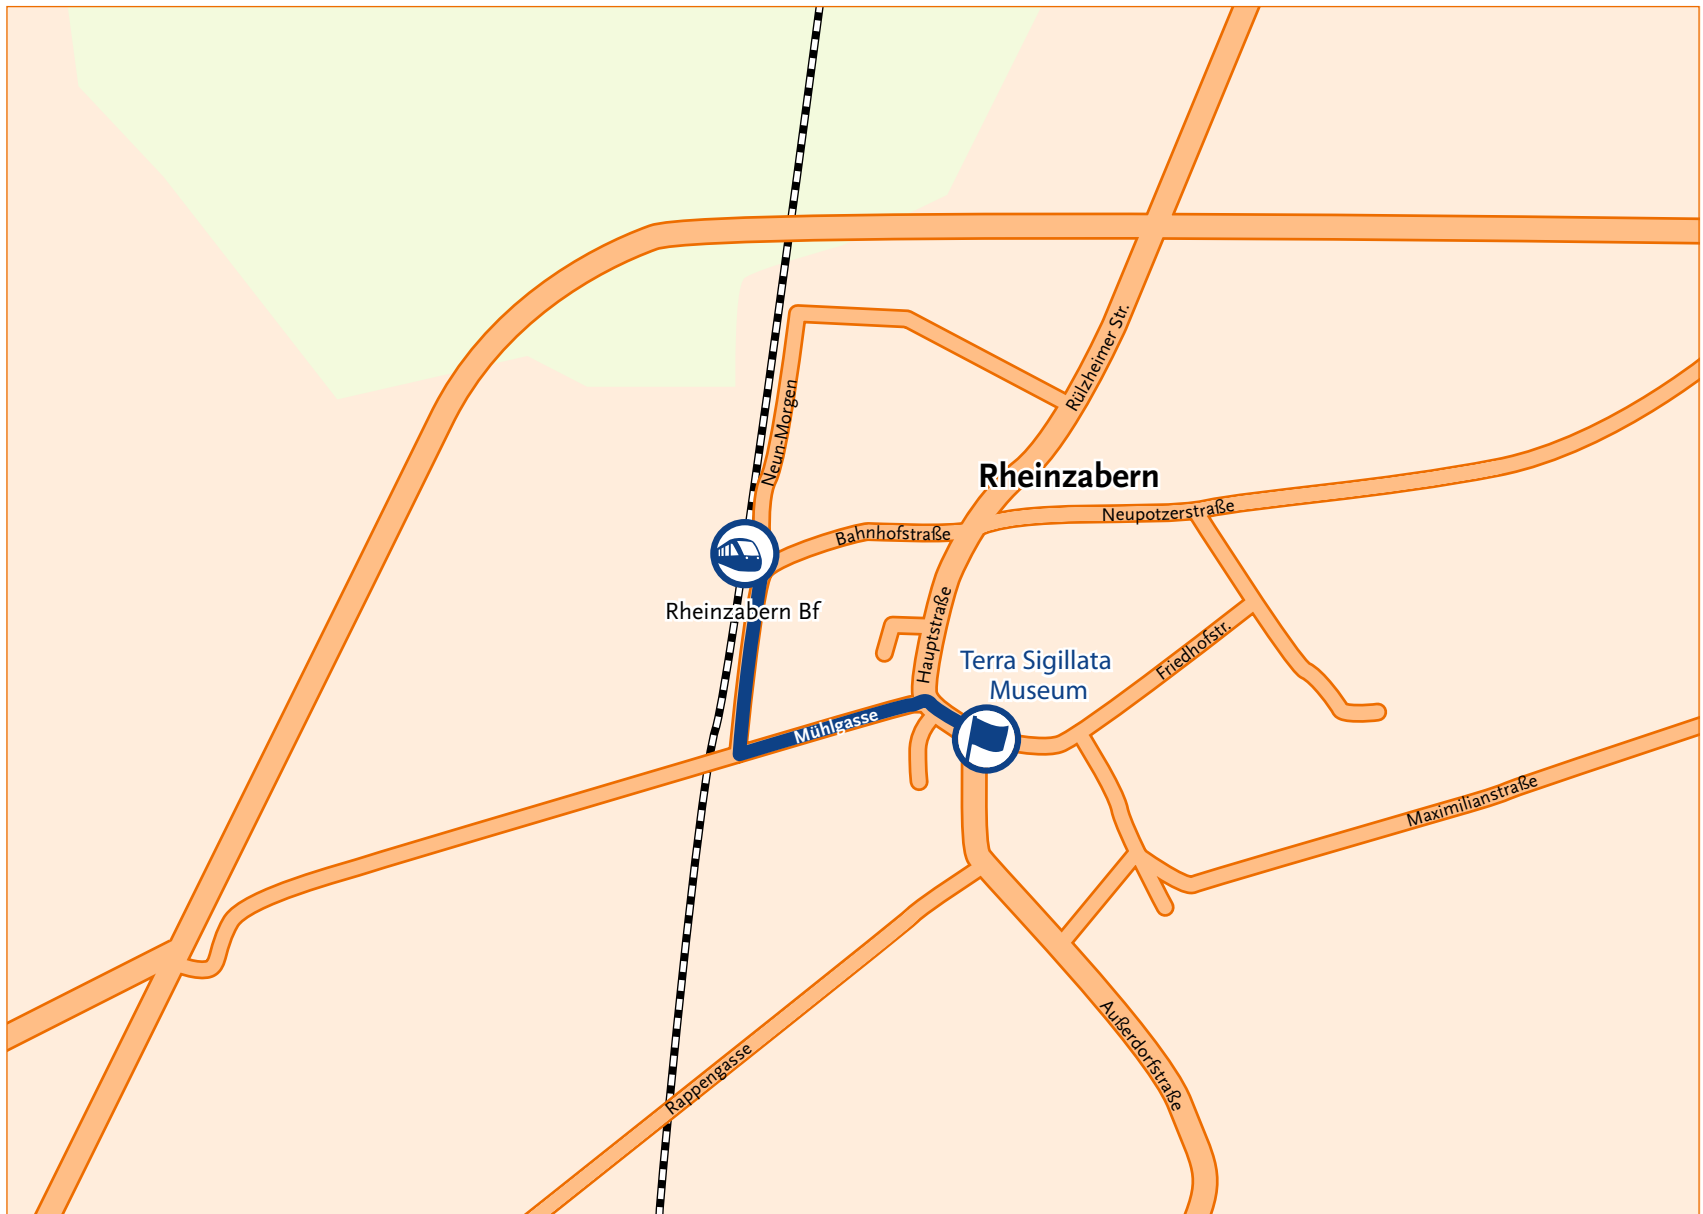 Rülzheimer Str.
Neun-Morgen
Rheinzabern
Neupotzerstraße
Bahnhofstraße
Rheinzabern Bf
Hauptstraße
Friedhofstr.
Terra Sigillata
Museum
Mühlgasse
Maximilianstraße
Außerdorfstraße
Rappengasse